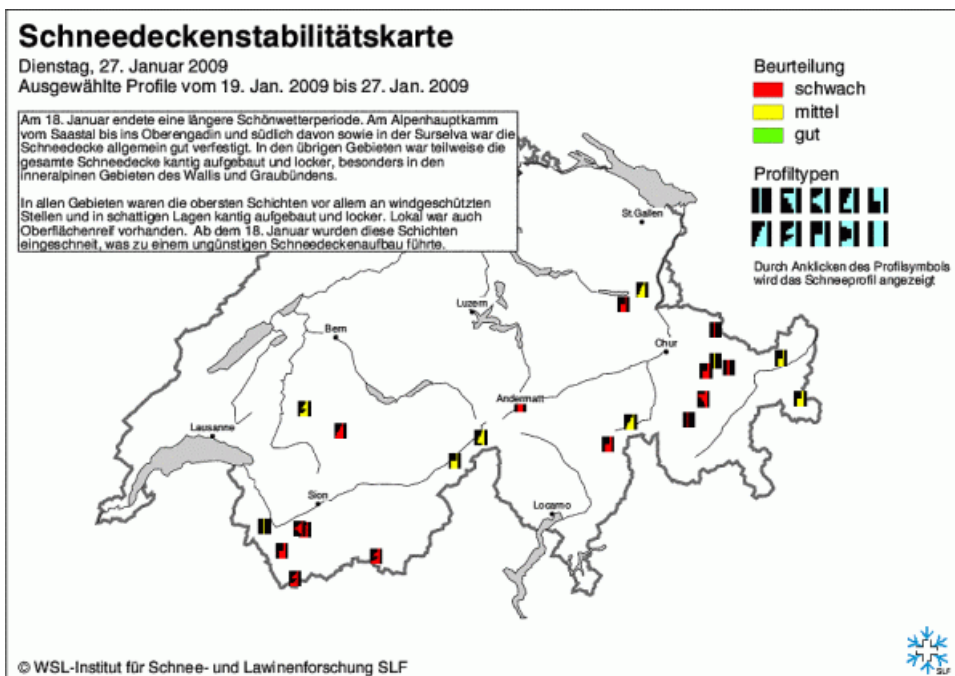 Schneedeckenstabilitätskarte
Dienstag, 27. Januar 2009
Ausgewählte Profile vom 19. Jan. 2009 bis 27. Jan. 2009
Am 18. Januar endete eine längere Schönwetterperiode. Am Alpenhauptkamm
vom Saastal bis ins Oberengadin und südlich davon sowie in der Surselva war die
Schneedecke allgemein gut verfestigt. In den übrigen Gebieten war teilweise die
gesamte Schneedecke kantig aufgebaut und locker, besonders in den
inneralpinen Gebieten des Wallis und Graubündens.
In allen Gebieten waren die obersten Schichten vor allem an windgeschützten
Stellen und in schattigen Lagen kantig aufgebaut und locker. Lokal war auch
Oberflächenreif vorhanden. Ab dem 18. Januar wurden diese Schichten
eingeschneit, was zu einem ungünstigen Schneedeckenaufbau führte.
Beurteilung
schwach
mittel
gut
Profiltypen
Durch Anklicken des Profilsymbols
wird das Schneeprofil angezeigt
St.Gallen
Luzern
Bern
Chur
Andermatt
Lausanne
Sion
Locarno
© WSL-Institut für Schnee- und Lawinenforschung SLF
SLF